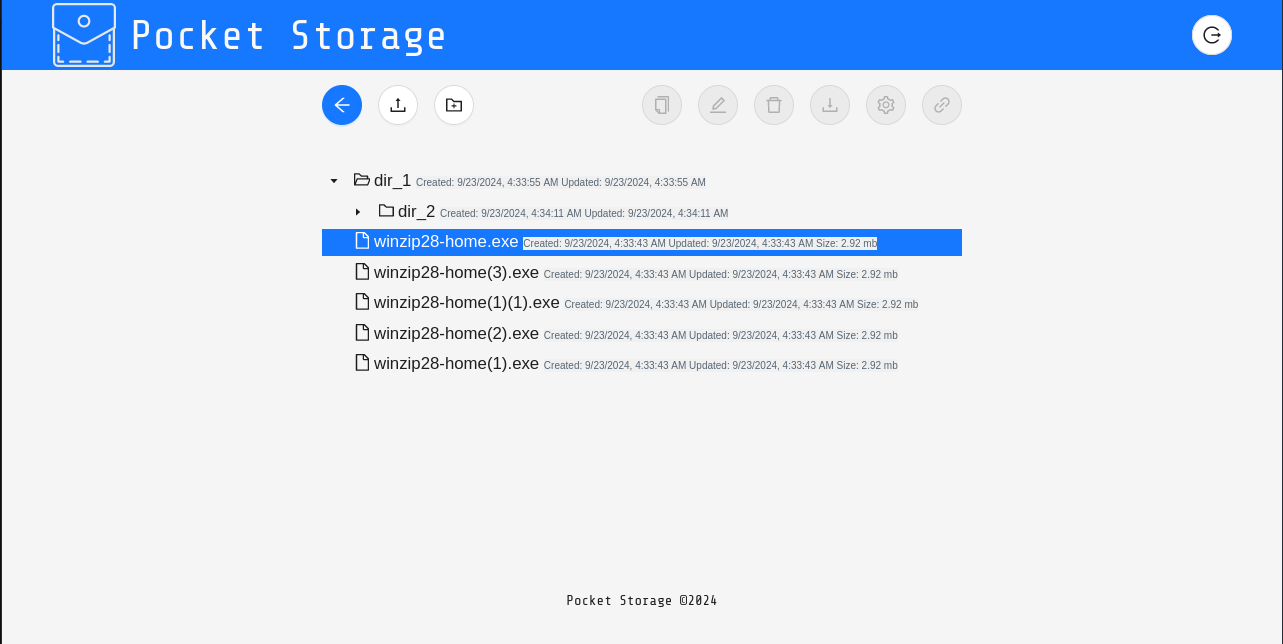 Pocket Storage
dir_1 Created: 9/23/2024, 4:33:55 AM Updated: 9/23/2024, 4:33:55 AM
dir_2 Created: 9/23/2024, 4:34:11 AM Updated: 9/23/2024, 4:34:11 AM
winzip28-home.exe Created: 9/23/2024, 4:33:43 AM Updated: 9/23/2024, 4:33:43 AM Size: 2.92 mb
winzip28-home(3).exe Created: 9/23/2024, 4:33:43 AM Updated: 9/23/2024, 4:33:43 AM Size: 2.92 mb
winzip28-home(1)(1).exe Created: 9/23/2024, 4:33:43 AM Updated: 9/23/2024, 4:33:43 AM Size: 2.92 mb
winzip28-home(2).exe Created: 9/23/2024, 4:33:43 AM Updated: 9/23/2024, 4:33:43 AM Size: 2.92 mb
winzip28-home(1).exe Created: 9/23/2024, 4:33:43 AM Updated: 9/23/2024, 4:33:43 AM Size: 2.92 mb
Pocket Storage ©2024